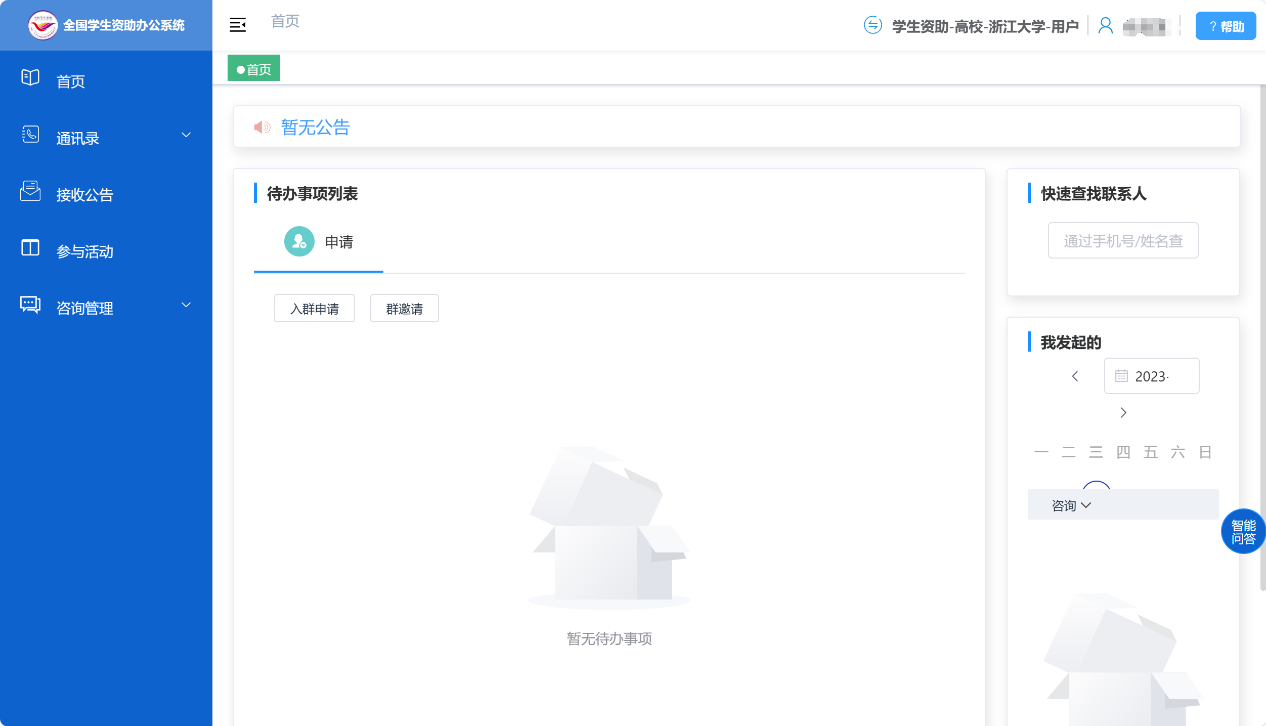 全国学生资助办公系统
首页
学生资助-高校-浙江大学-用户
? 帮助
首页
首页
通讯录
接收公告
参与活动
咨询管理
暂无公告
待办事项列表
申请
入群申请 群邀请
暂无待办事项
快速查找联系人
通过手机号/姓名查
我发起的
2023-
一 二 三 四 五 六 日
咨询
智能
问答